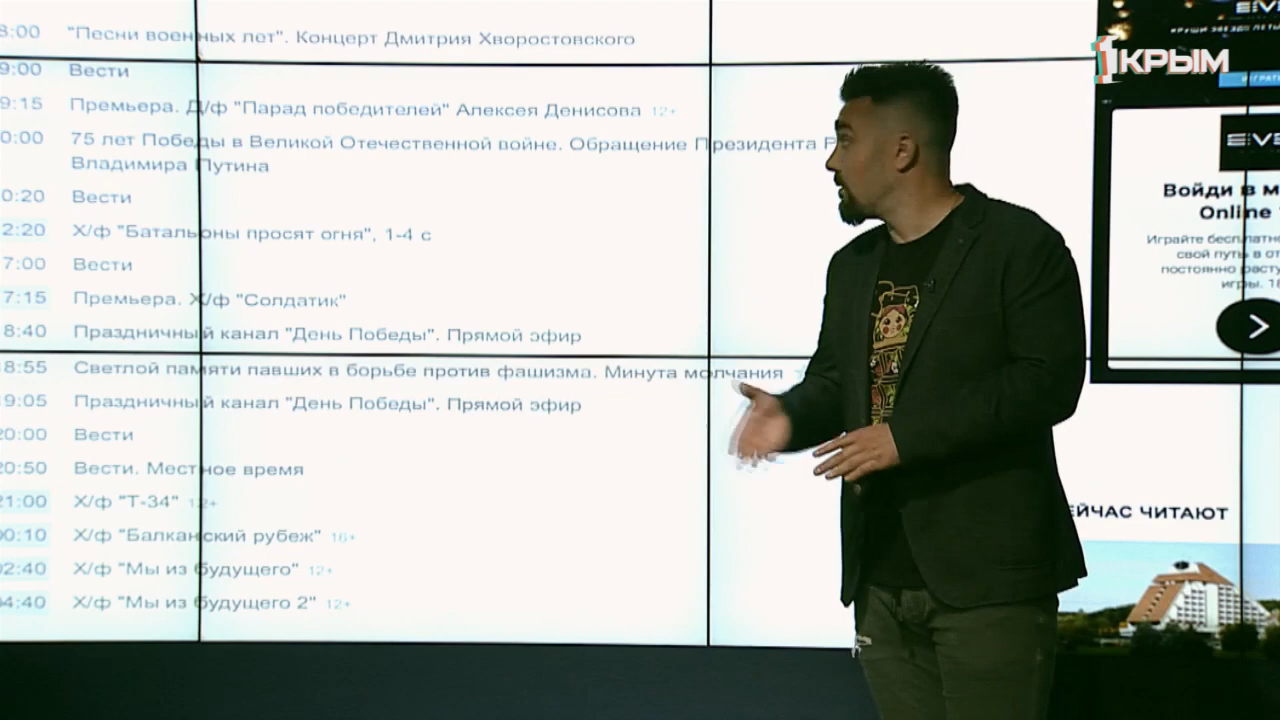 8:00 "Песни военных лет". Концерт Дмитрия Хворостовского
9:00 Вести
9:15 Премьера. Д/ф "Парад победителей" Алексея Денисова 12+
0:00 75 лет Победы в Великой Отечественной войне. Обращение Президента Р
Владимира Путина
0:20 Вести
2:20 Х/ф "Батальоны просят огня", 1-4 с
7:00 Вести
7:15 Премьера. Х/ф "Солдатик"
8:40 Праздничный канал "День Победы". Прямой эфир
18:55 Светлой памяти павших в борьбе против фашизма. Минута молчания
19:05 Праздничный канал "День Победы". Прямой эфир
20:00 Вести
20:50 Вести. Местное время
21:00 Х/ф "Т-34" 12+
00:10 Х/ф "Балканский рубеж" 16+
02:40 Х/ф "Мы из будущего" 12+
04:40 Х/ф "Мы из будущего 2" 12+
1КРЫМ
Войди в м
Online
Играйте бесплатно
свой путь в от
постоянно расту
игры. 18
ЕЙЧАС ЧИТАЮТ